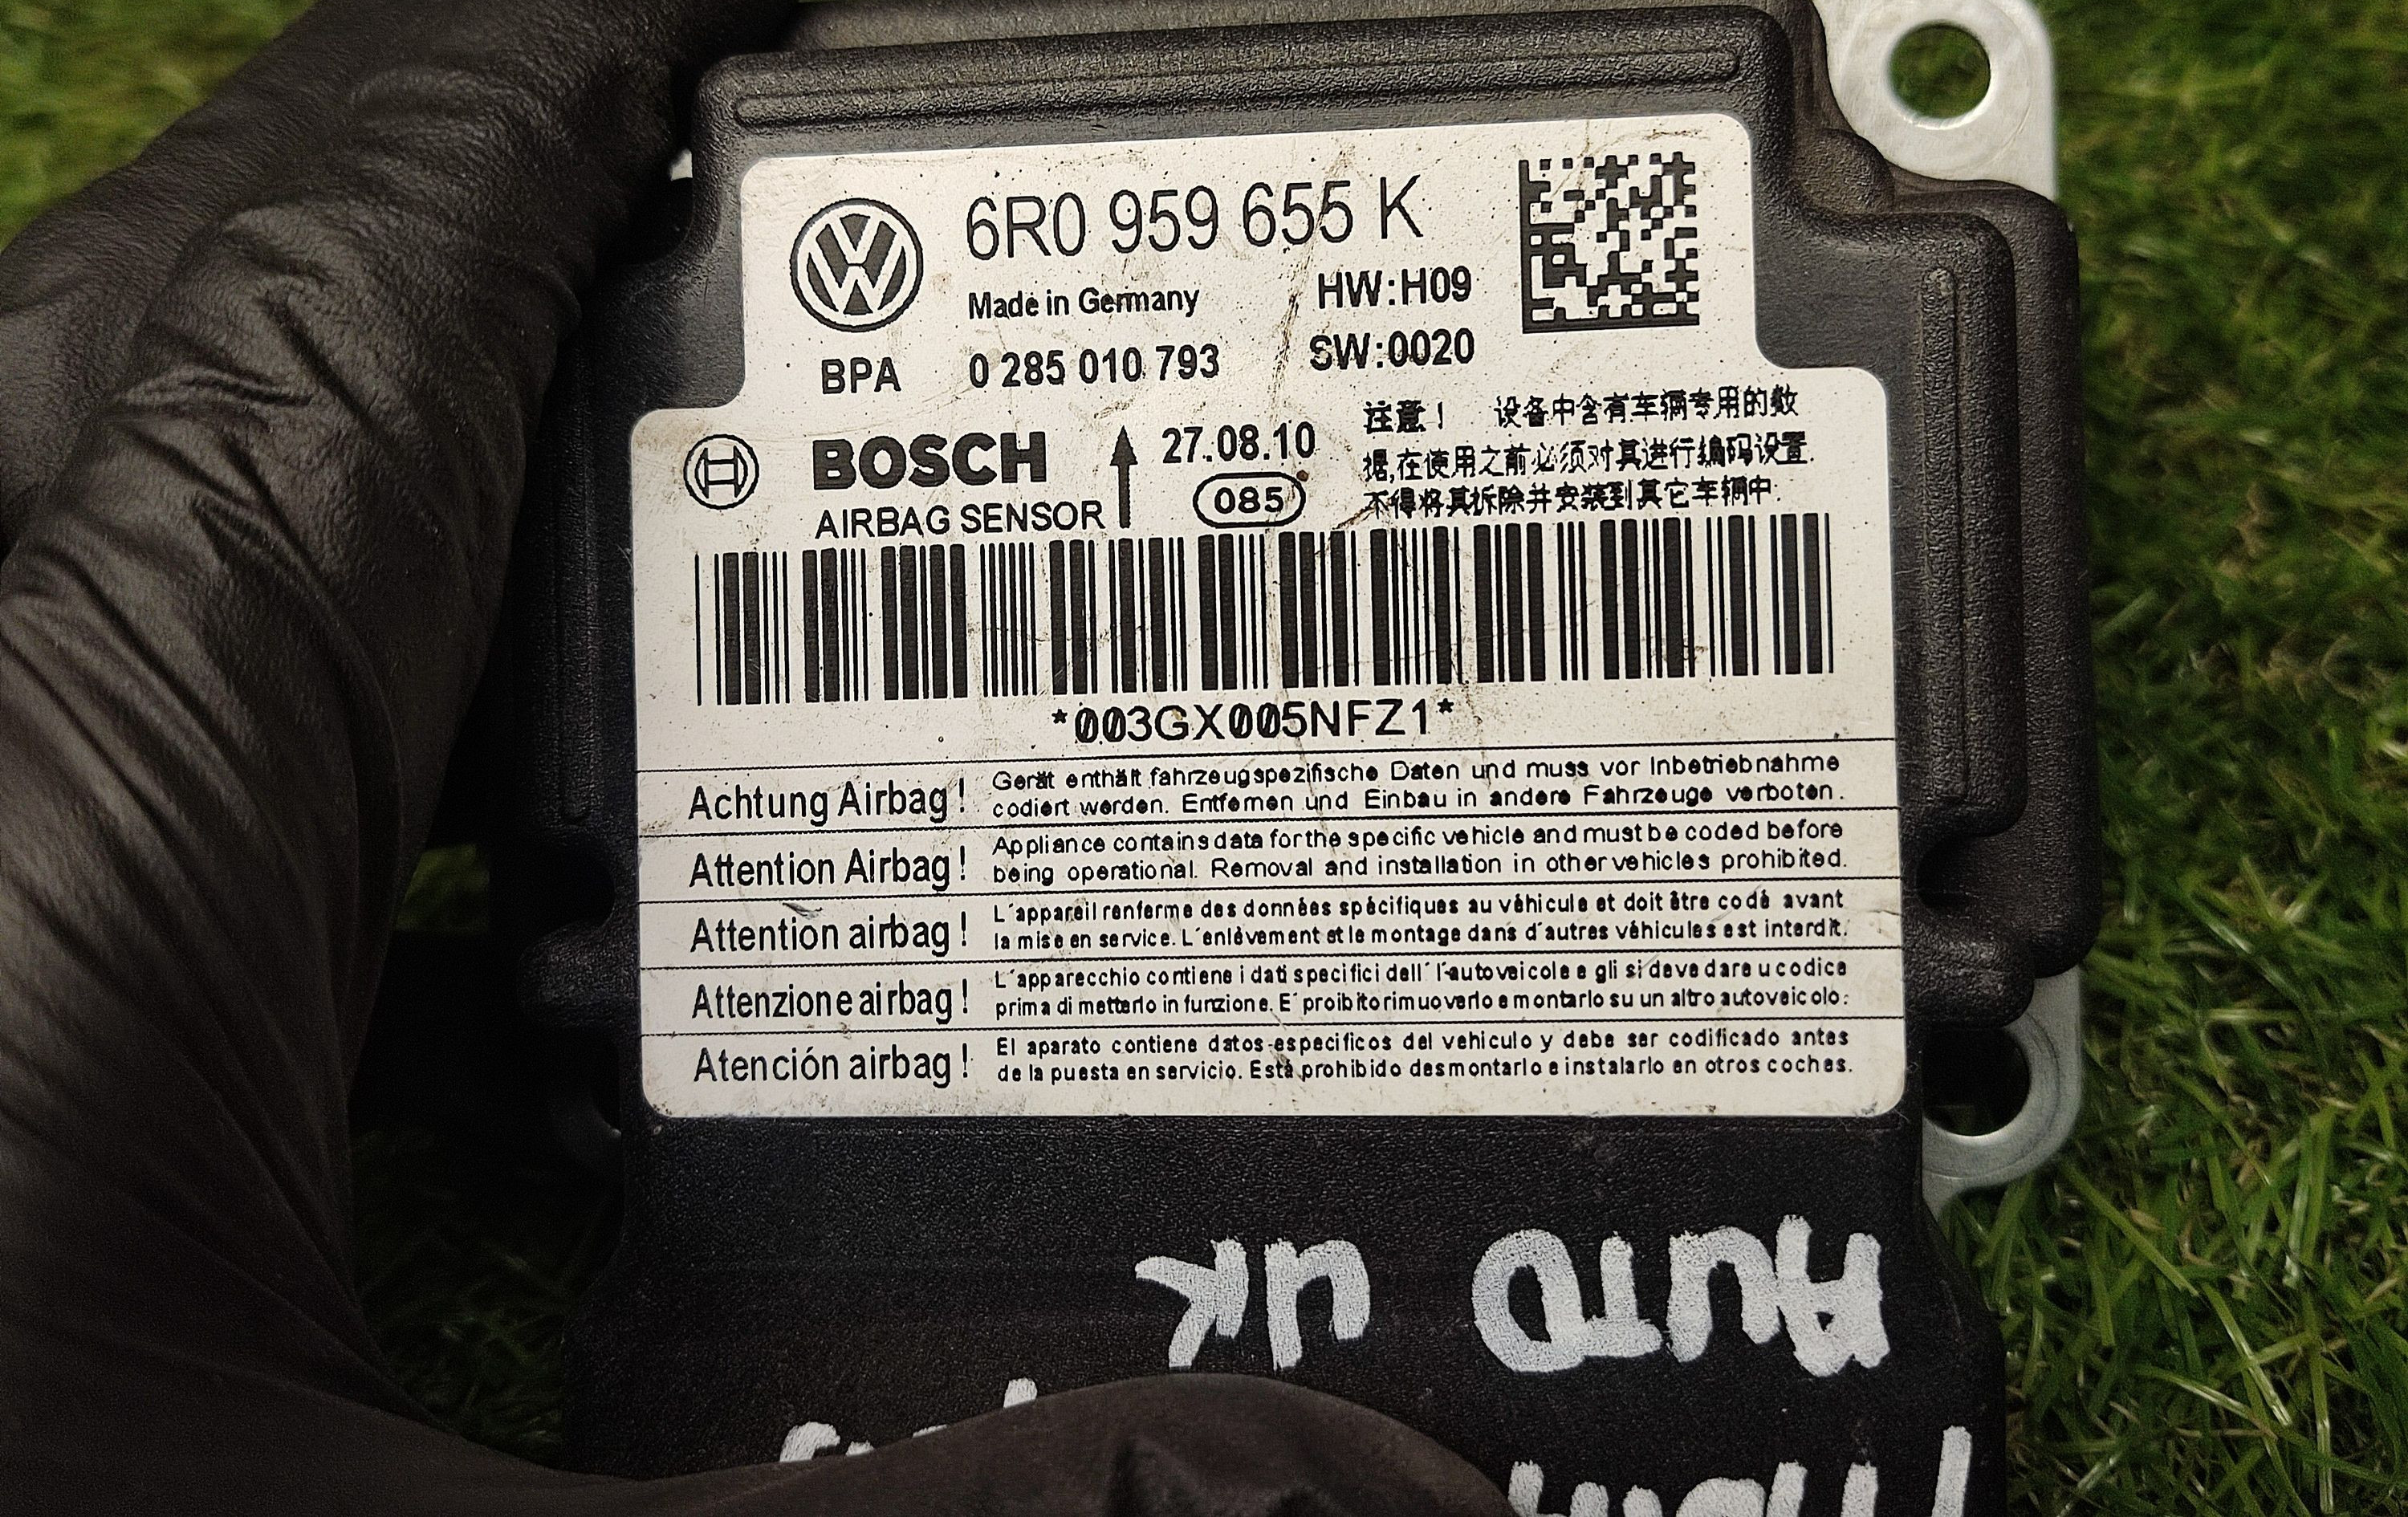 6R0 959 655 K
Made in Germany
HW:H09
BPA 0 285 010 793
SW:0020
BOSCH
AIRBAG SENSOR
27.08.10
085
注意！ 设备中含有车辆专用的数
据,在使用之前必须对其进行编码设置.
不得将其拆除并安装到其它车辆中.
*003GX005NFZ1*
Achtung Airbag! Gerät enthält fahrzeugspezifische Daten und muss vor Inbetriebnahme
codiert werden. Entfernen und Einbau in andere Fahrzeuge verboten.
Attention Airbag! Appliance contains data for the specific vehicle and must be coded before
being operational. Removal and installation in other vehicles prohibited.
Attention airbag! L´appareil renferme des données spécifiques au véhicule et doit être codé avant
la mise en service. L´enlèvement et le montage dans d´autres véhicules est interdit.
Attenzione airbag! L´apparecchio contiene i dati specifici dell´ l´autoveicole e gli si deve dare u codice
prima di metterlo in funzione. E´ proibito rimuoverlo e montarlo su un altro autoveicolo.
Atención airbag! El aparato contiene datos especificos del vehiculo y debe ser codificado antes
de la puesta en servicio. Está prohibido desmontarlo e instalarlo en otros coches.
AUTO UK